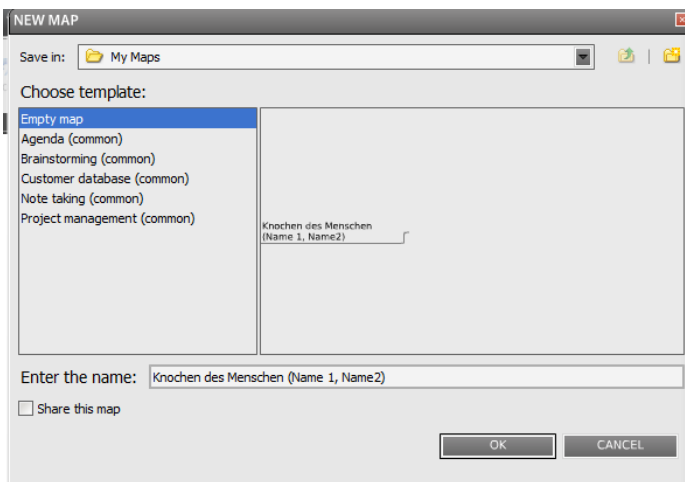 NEW MAP
Save in: My Maps
Choose template:
Empty map
Agenda (common)
Brainstorming (common)
Customer database (common)
Note taking (common)
Project management (common)
Knochen des Menschen
(Name 1, Name2)
Enter the name: Knochen des Menschen (Name 1, Name2)
Share this map
OK CANCEL